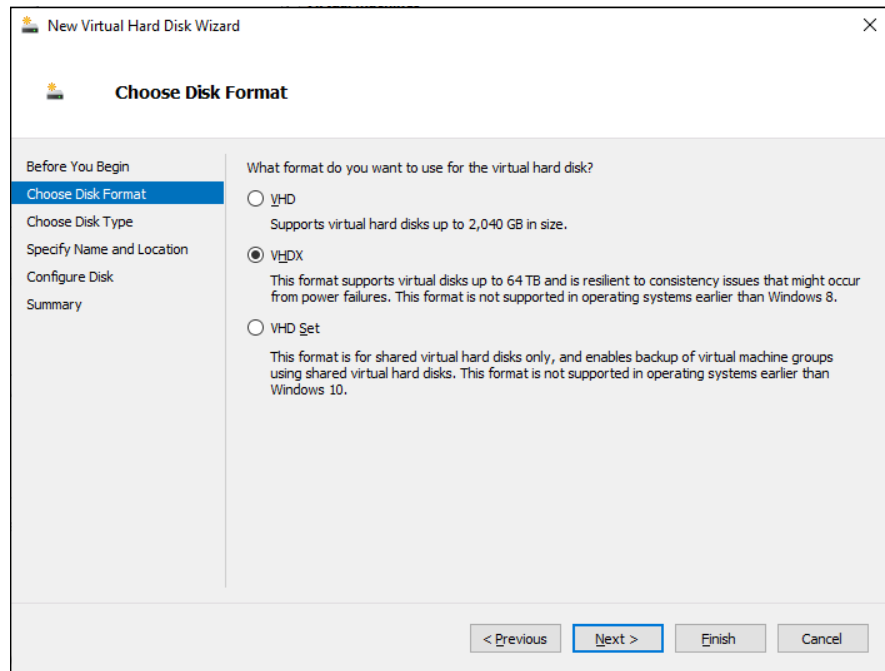 New Virtual Hard Disk Wizard
Choose Disk Format
Before You Begin
Choose Disk Format
Choose Disk Type
Specify Name and Location
Configure Disk
Summary
What format do you want to use for the virtual hard disk?
VHD
Supports virtual hard disks up to 2,040 GB in size.
VHDX
This format supports virtual disks up to 64 TB and is resilient to consistency issues that might occur
from power failures. This format is not supported in operating systems earlier than Windows 8.
VHD Set
This format is for shared virtual hard disks only, and enables backup of virtual machine groups
using shared virtual hard disks. This format is not supported in operating systems earlier than
Windows 10.
< Previous
Next >
Finish
Cancel